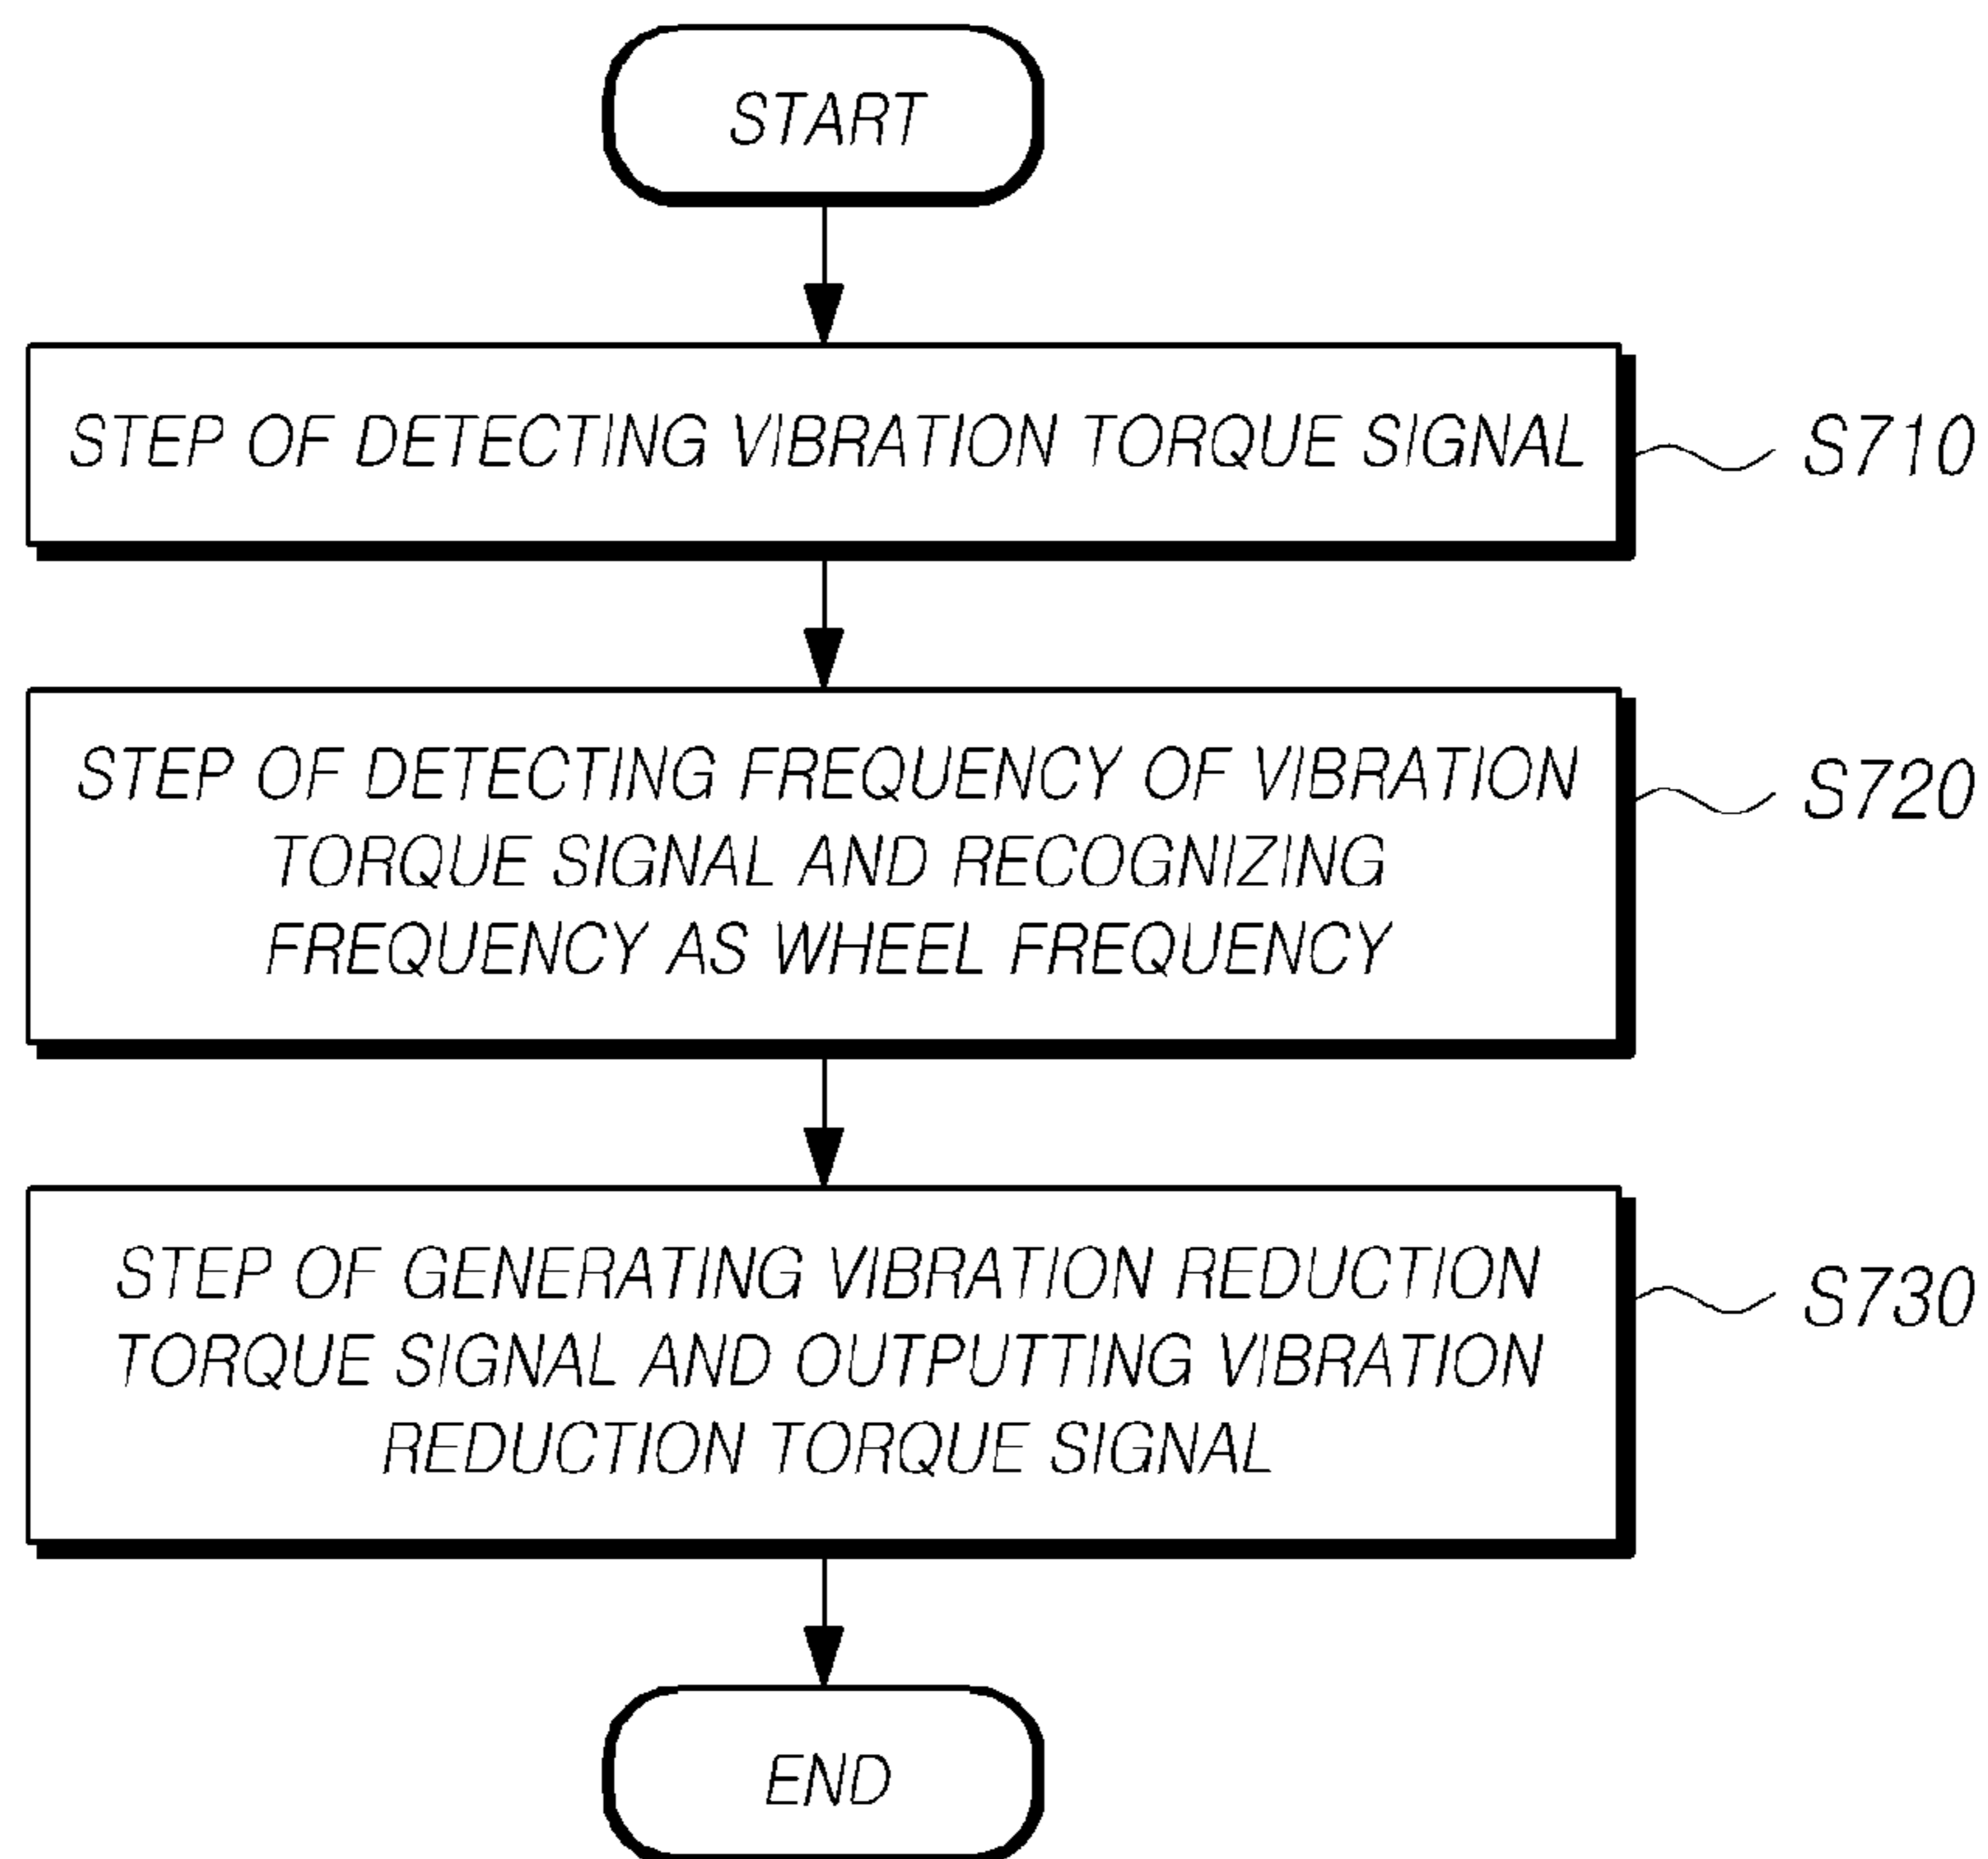 START
STEP OF DETECTING VIBRATION TORQUE SIGNAL
S710
STEP OF DETECTING FREQUENCY OF VIBRATION
TORQUE SIGNAL AND RECOGNIZING
FREQUENCY AS WHEEL FREQUENCY
S720
STEP OF GENERATING VIBRATION REDUCTION
TORQUE SIGNAL AND OUTPUTTING VIBRATION
REDUCTION TORQUE SIGNAL
S730
END